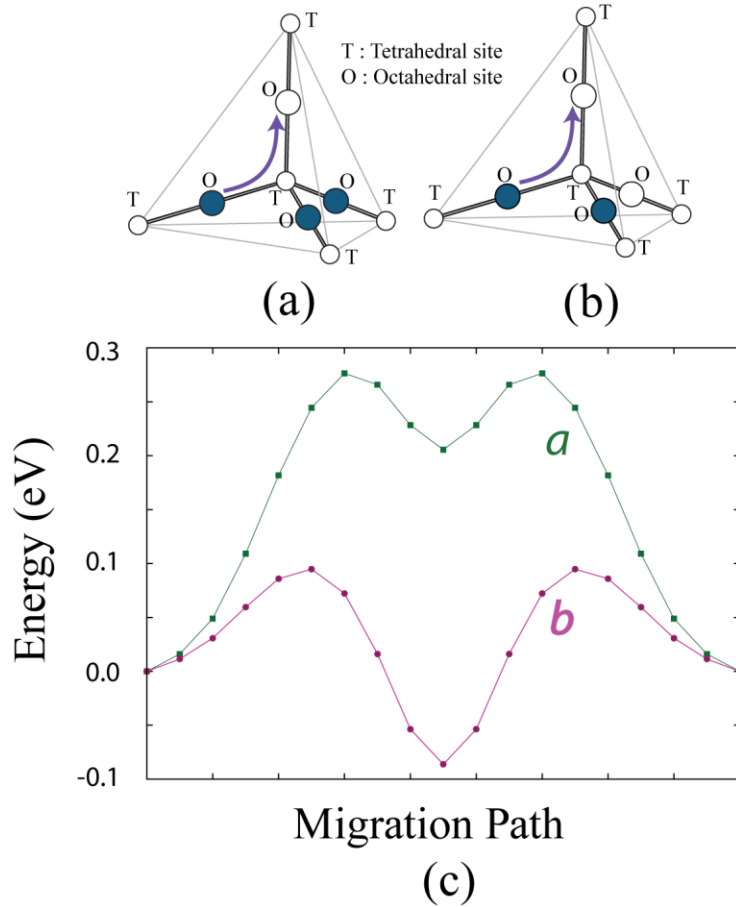 T
T
T : Tetrahedral site
O : Octahedral site
O
O
T
O
O
T
O
T
T
O
T
T
O
T
O
T
T
(a)
(b)
0.3
0.2
0.1
0.0
-0.1
Energy (eV)
a
b
Migration Path
(c)